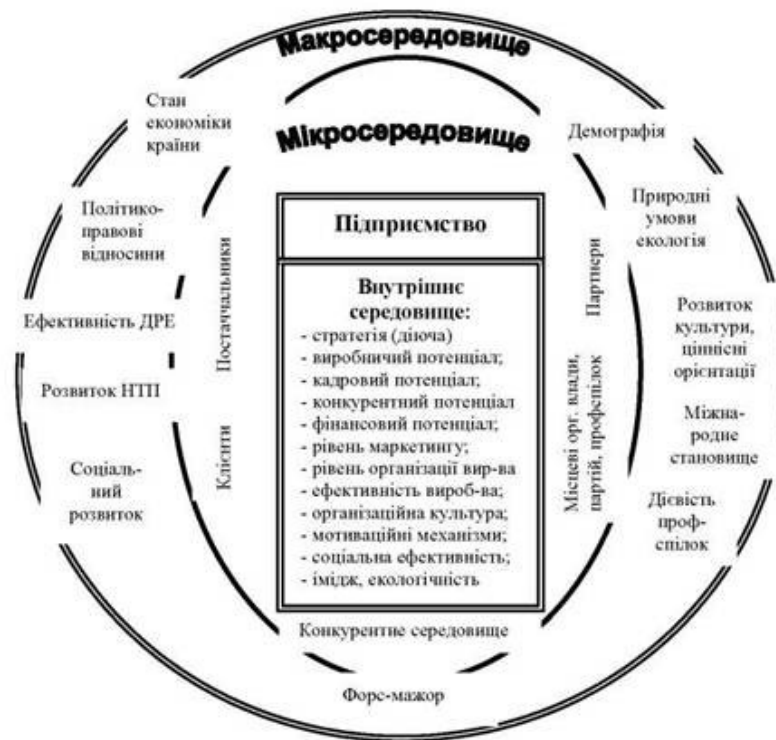 Макросередовище
Стан
економіки
країни
Мікросередовище
Демографія
Політико-
правові
відносини
Природні
умови
екологія
Підприємство
Постаччальники
Партнери
Внутрішнє
середовище:
- стратегія (діюча)
- виробничий потенціал;
- кадровий потенціал;
- конкурентний потенціал
- фінансовий потенціал;
- рівень маркетингу;
- рівень організації вир-ва
- ефективність вироб-ва;
- організаційна культура;
- мотиваційні механізми;
- соціальна ефективність;
- імідж, екологічність
Ефективність ДРЕ
Розвиток НТП
Соціаль-
ний
розвиток
Клієнти
Місцеві орг. влади,
партій, профспілок
Розвиток
культури,
ціннісні
орієнтації
Міжна-
родне
становище
Дієвість
проф-
спілок
Конкурентне середовище
Форс-мажор